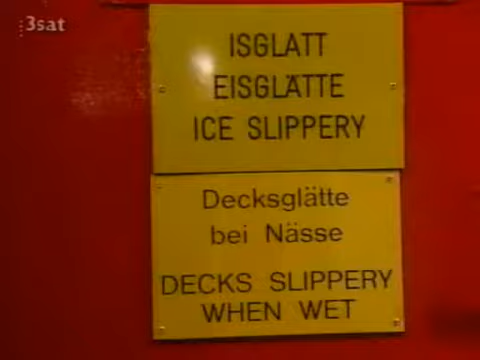 3sat
ISGLATT
EISGLÄTTE
ICE SLIPPERY
Decksglätte
bei Nässe
DECKS SLIPPERY
WHEN WET